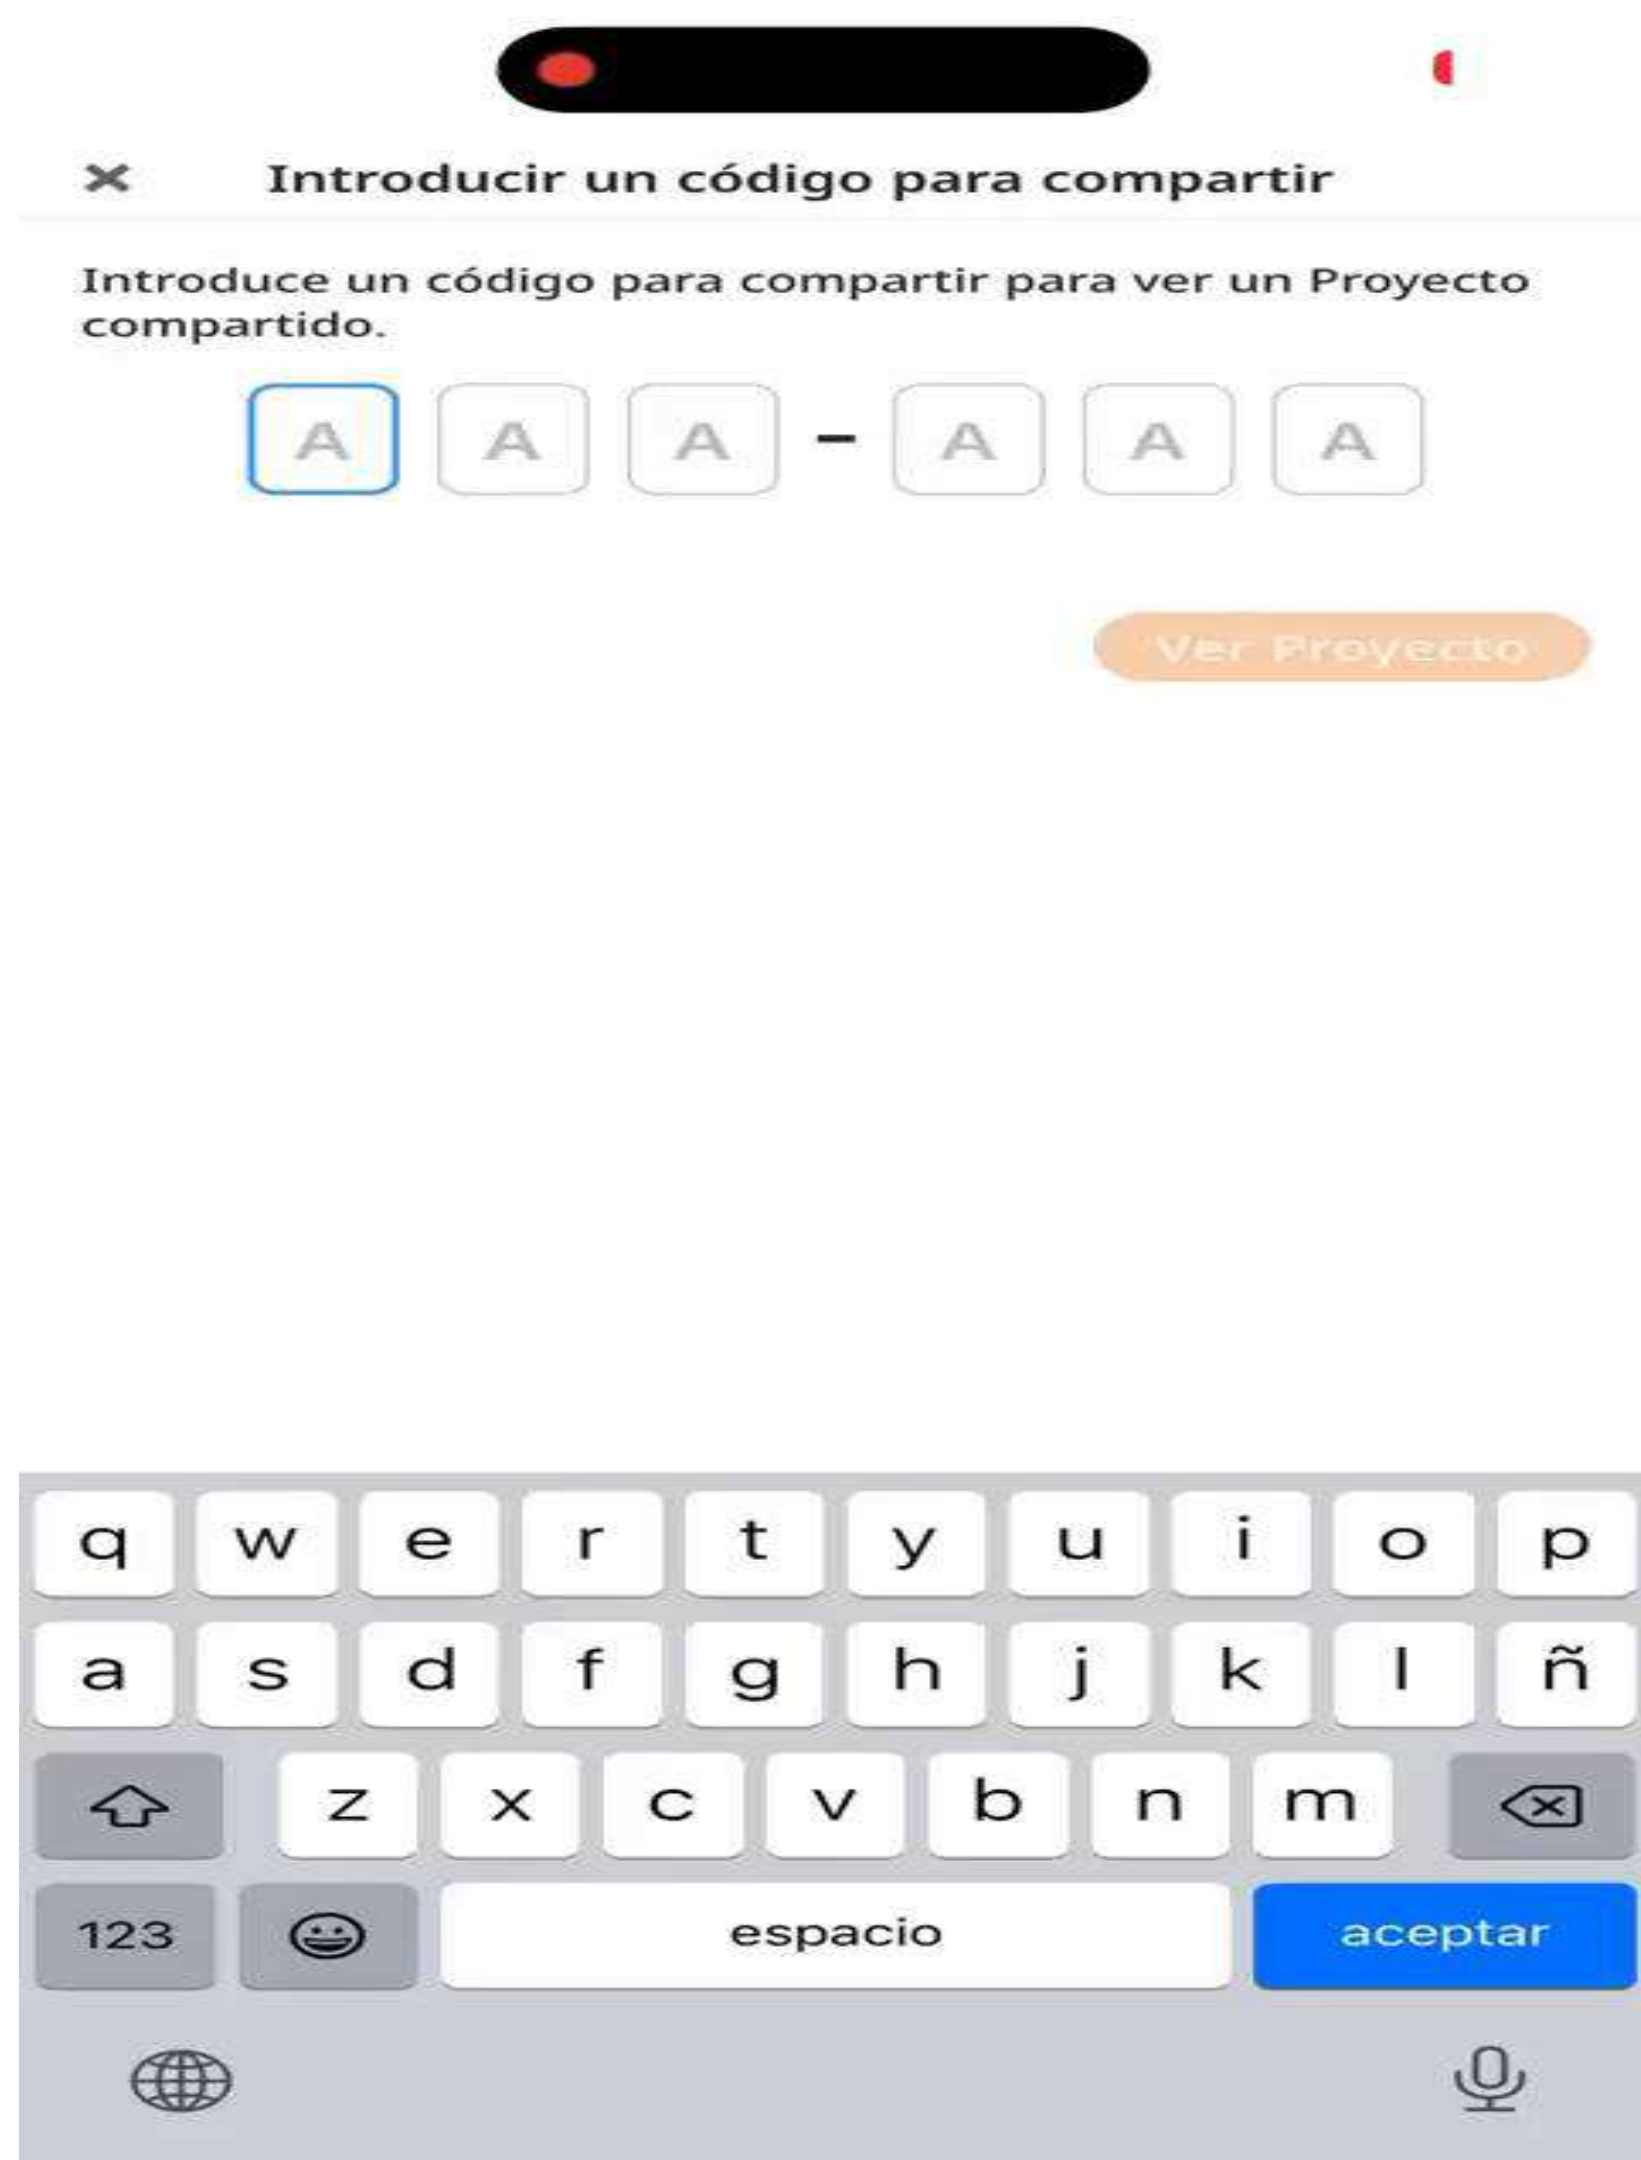 Introducir un código para compartir
Introduce un código para compartir para ver un Proyecto
compartido.
A A A - A A A
Ver Proyecto
q w e r t y u i o p
a s d f g h j k l ñ
z x c v b n m
123 espacio aceptar